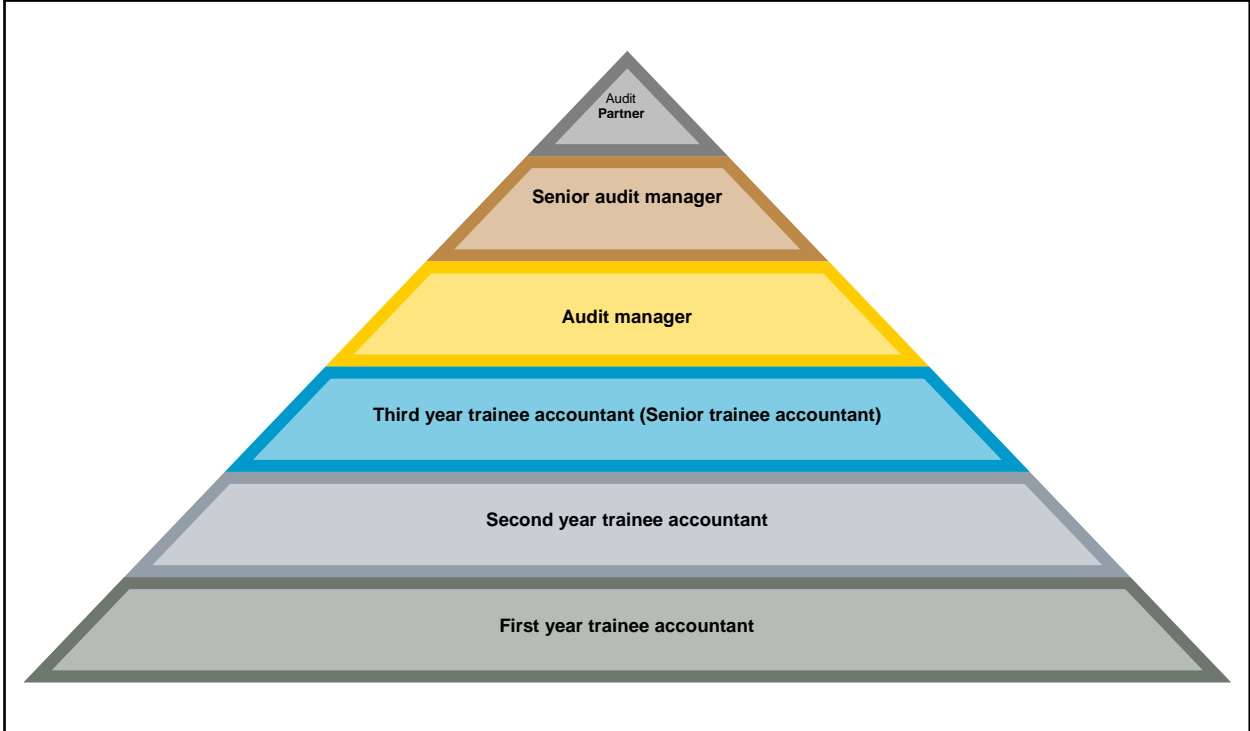 Audit
Partner
Senior audit manager
Audit manager
Third year trainee accountant (Senior trainee accountant)
Second year trainee accountant
First year trainee accountant